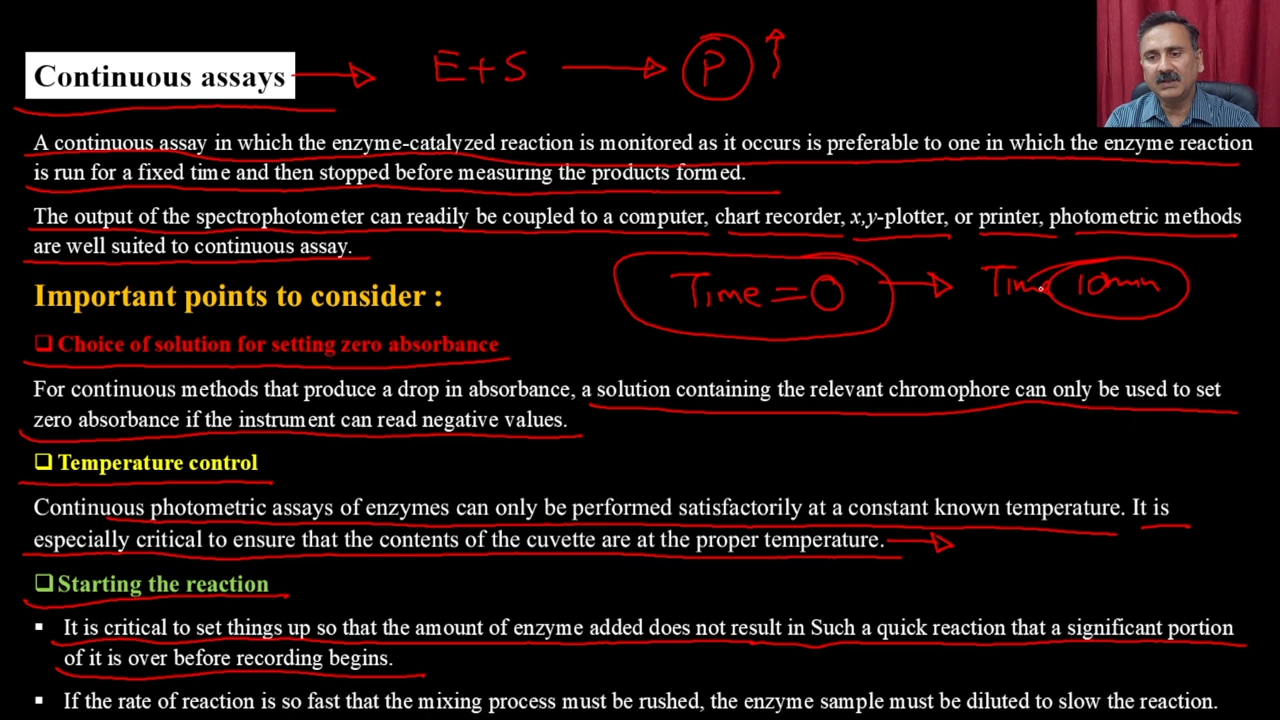 Continuous assays
E+S → P
A continuous assay in which the enzyme-catalyzed reaction is monitored as it occurs is preferable to one in which the enzyme reaction
is run for a fixed time and then stopped before measuring the products formed.
The output of the spectrophotometer can readily be coupled to a computer, chart recorder, x,y-plotter, or printer, photometric methods
are well suited to continuous assay.
Time = 0 → Time 10min
Important points to consider :
❑ Choice of solution for setting zero absorbance
For continuous methods that produce a drop in absorbance, a solution containing the relevant chromophore can only be used to set
zero absorbance if the instrument can read negative values.
❑ Temperature control
Continuous photometric assays of enzymes can only be performed satisfactorily at a constant known temperature. It is
especially critical to ensure that the contents of the cuvette are at the proper temperature.
❑ Starting the reaction
▪ It is critical to set things up so that the amount of enzyme added does not result in Such a quick reaction that a significant portion
of it is over before recording begins.
▪ If the rate of reaction is so fast that the mixing process must be rushed, the enzyme sample must be diluted to slow the reaction.